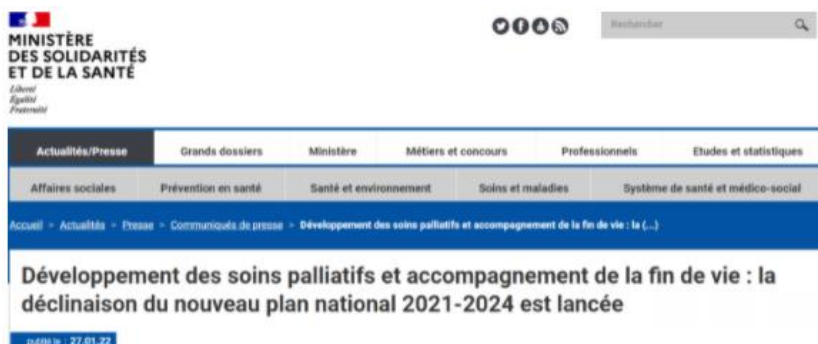 MINISTÈRE
DES SOLIDARITÉS
ET DE LA SANTÉ
Liberté
Égalité
Fraternité
Rechercher
Actualités/Presse Grands dossiers Ministère Métiers et concours Professionnels Etudes et statistiques
Affaires sociales Prévention en santé Santé et environnement Soins et maladies Système de santé et médico-social
Accueil > Actualités > Presse > Communiqués de presse > Développement des soins palliatifs et accompagnement de la fin de vie : la (...)
Développement des soins palliatifs et accompagnement de la fin de vie : la
déclinaison du nouveau plan national 2021-2024 est lancée
publié le : 27.01.22